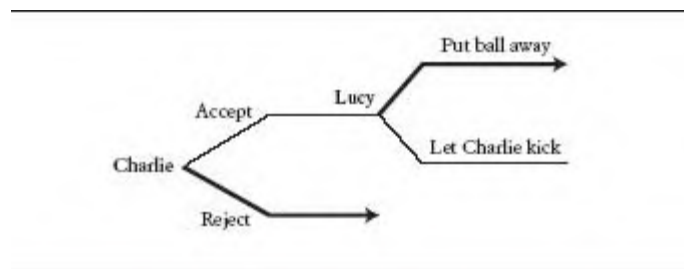 Put ball away
Lucy
Accept
Let Charlie kick
Charlie
Reject